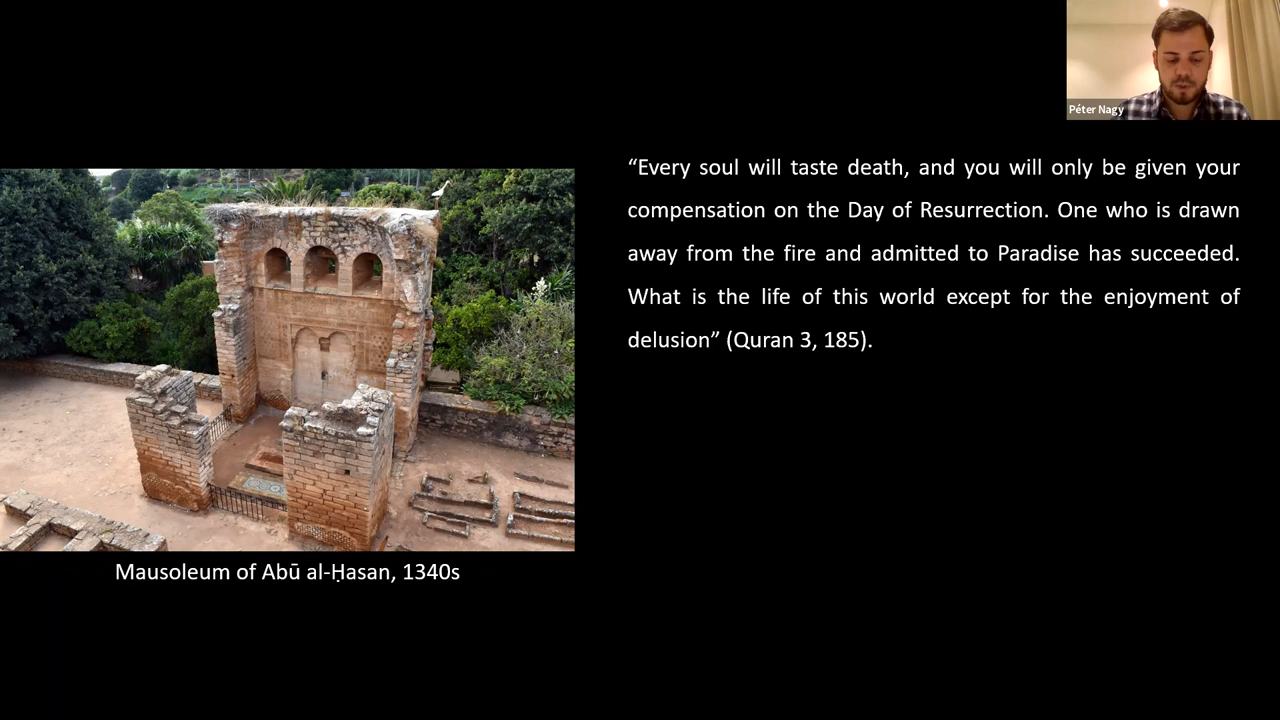 Péter Nagy
“Every soul will taste death, and you will only be given your
compensation on the Day of Resurrection. One who is drawn
away from the fire and admitted to Paradise has succeeded.
What is the life of this world except for the enjoyment of
delusion” (Quran 3, 185).
Mausoleum of Abū al-Ḥasan, 1340s